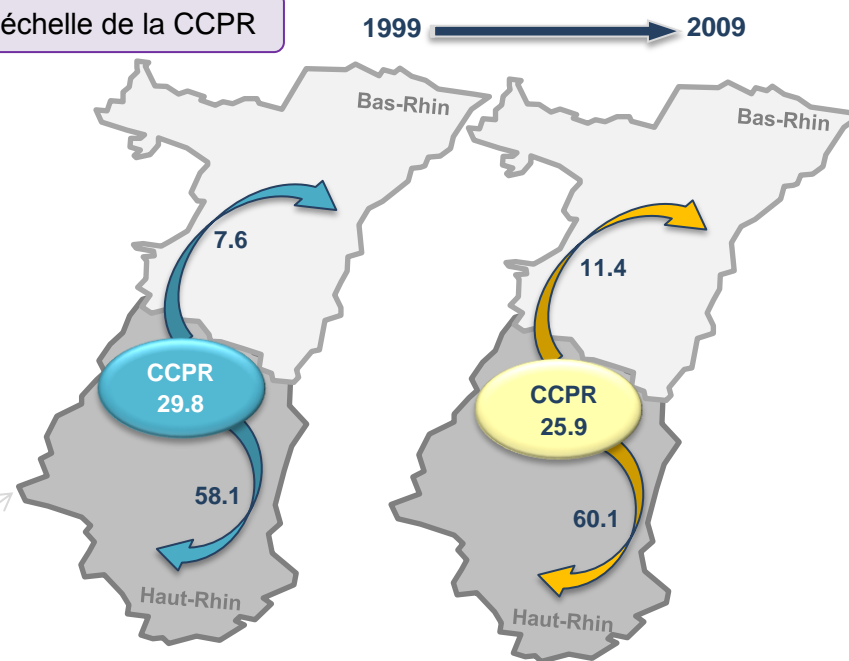 échelle de la CCPR
1999
2009
Bas-Rhin
7.6
CCPR
29.8
58.1
Haut-Rhin
Bas-Rhin
11.4
CCPR
25.9
60.1
Haut-Rhin